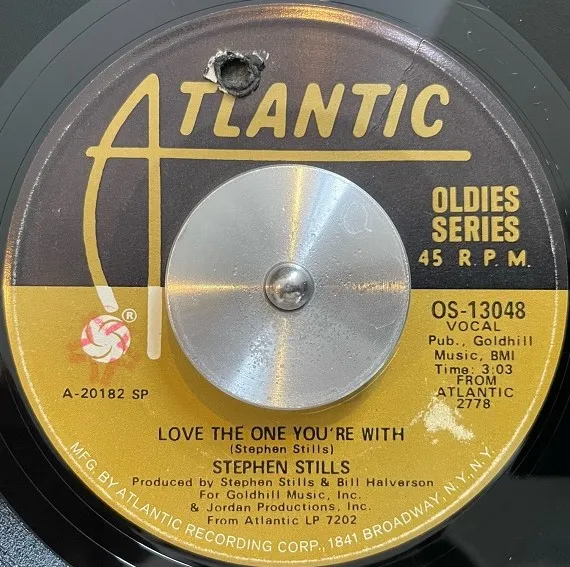 ATLANTIC
OLDIES
SERIES
45 R.P.M.
®
OS-13048
VOCAL
Pub., Goldhill
Music, BMI
Time: 3:03
FROM
ATLANTIC
2778
A-20182 SP
LOVE THE ONE YOU'RE WITH
(Stephen Stills)
STEPHEN STILLS
Produced by Stephen Stills & Bill Halverson
For Goldhill Music, Inc.
& Jordan Productions, Inc.
From Atlantic LP 7202
MFG. BY ATLANTIC RECORDING CORP., 1841 BROADWAY, N.Y., N.Y.